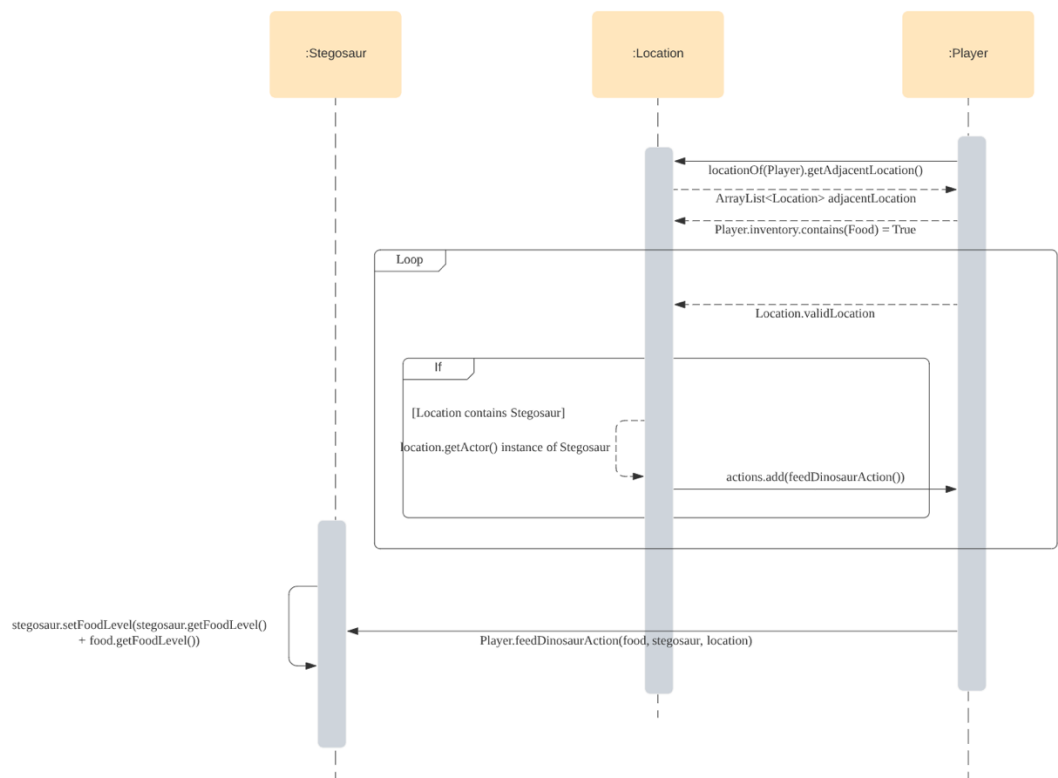 :Stegosaur
:Location
:Player
locationOf(Player).getAdjacentLocation()
ArrayList<Location> adjacentLocation
Player.inventory.contains(Food) = True
Loop
Location.validLocation
If
[Location contains Stegosaur]
location.getActor() instance of Stegosaur
actions.add(feedDinosaurAction())
stegosaur.setFoodLevel(stegosaur.getFoodLevel()
+ food.getFoodLevel())
Player.feedDinosaurAction(food, stegosaur, location)